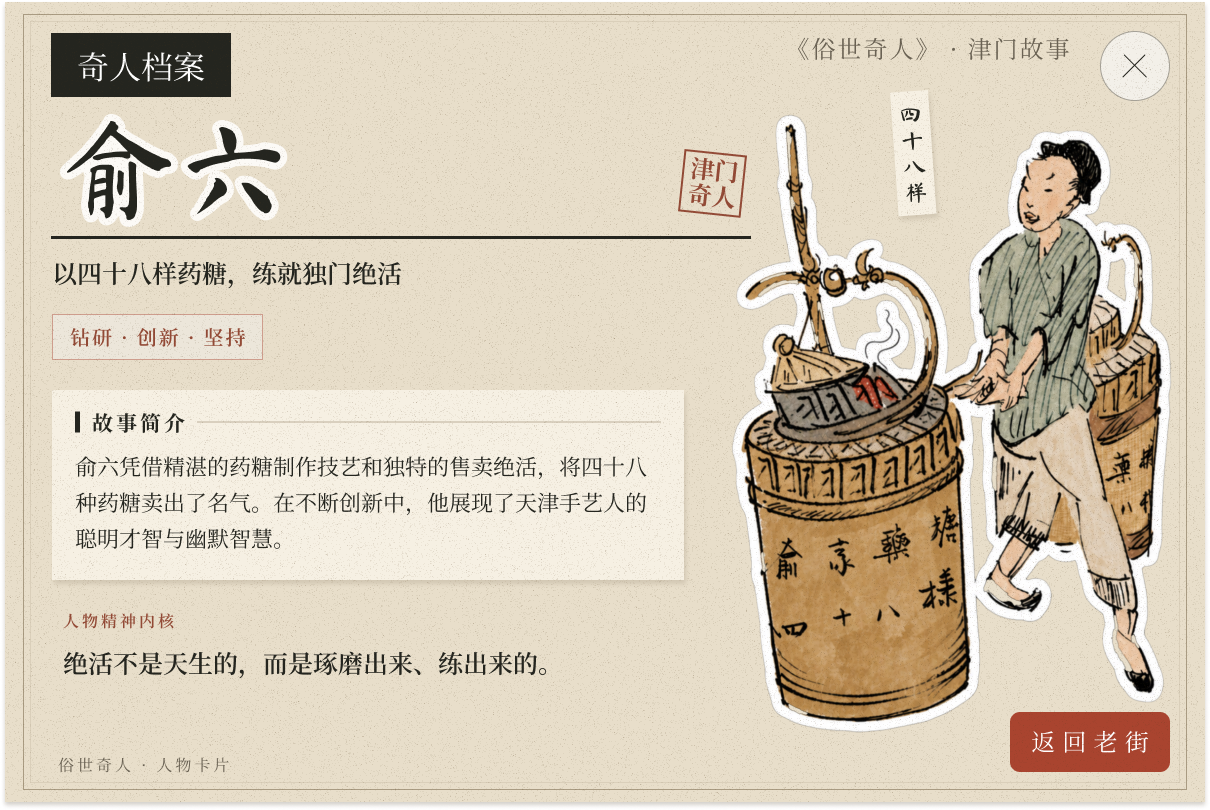 奇人档案
《俗世奇人》 · 津门故事
俞六
津门
奇人
四十八样
以四十八样药糖，练就独门绝活
钻研 · 创新 · 坚持
故事简介
俞六凭借精湛的药糖制作技艺和独特的售卖绝活，将四十八
种药糖卖出了名气。在不断创新中，他展现了天津手艺人的
聪明才智与幽默智慧。
人物精神内核
绝活不是天生的，而是琢磨出来、练出来的。
俞家藥糖
四十八樣
返回老街
俗世奇人 · 人物卡片